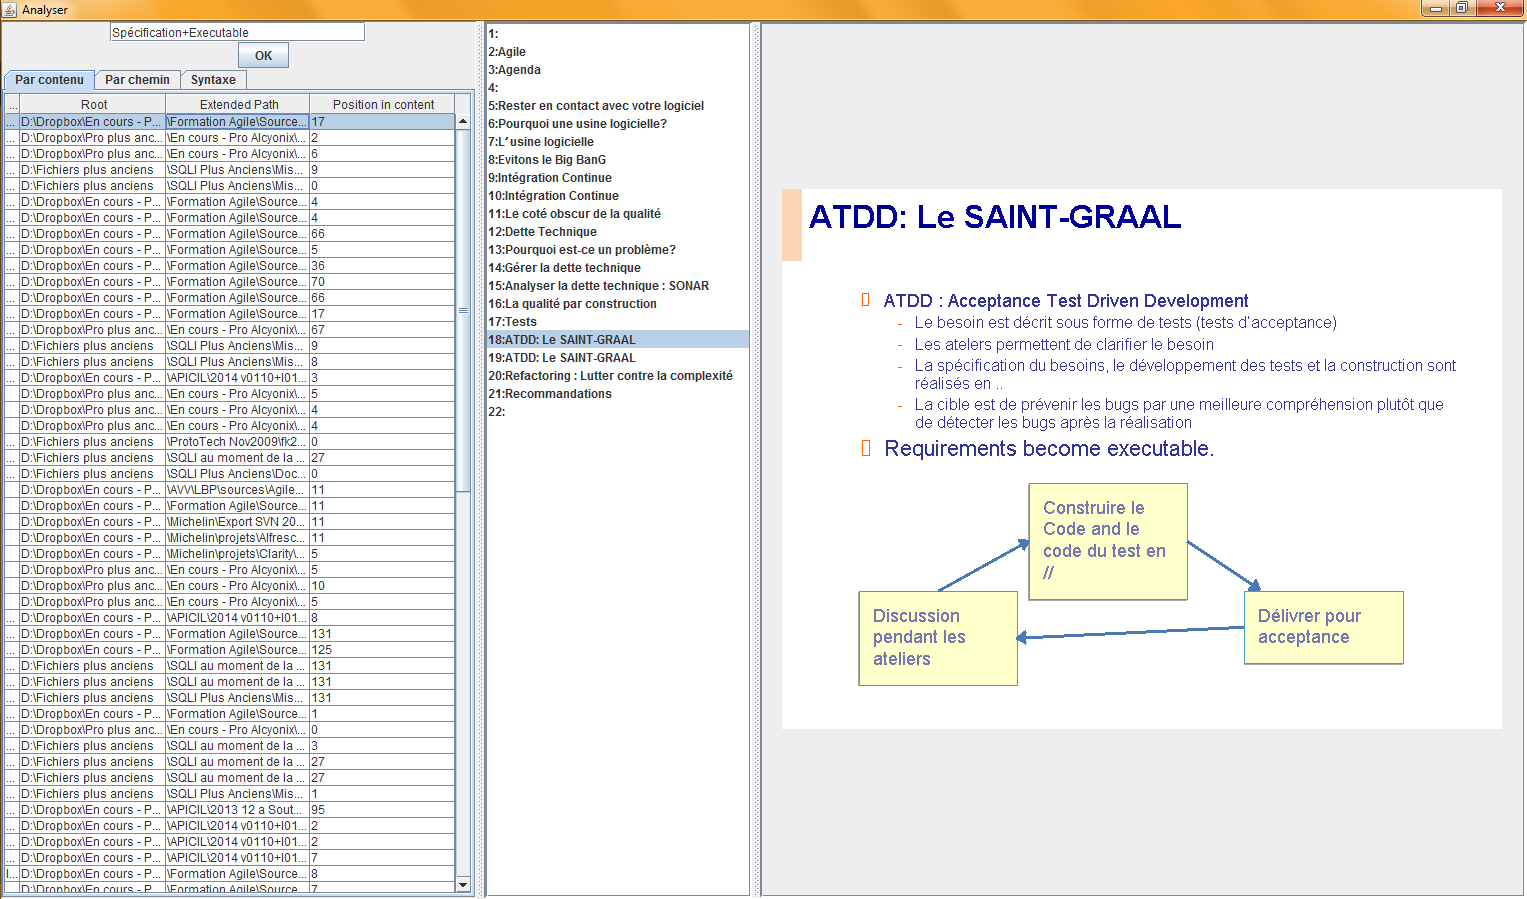 Analyser
Spécification+Executable
OK
Par contenu Par chemin Syntaxe
... Root Extended Path Position in content
... D:\Dropbox\En cours - P... \Formation Agile\Source... 17
... D:\Dropbox\Pro plus anc... \En cours - Pro Alcyonix\... 2
... D:\Dropbox\Pro plus anc... \En cours - Pro Alcyonix\... 6
... D:\Fichiers plus anciens \SQLI Plus Anciens\Mis... 9
... D:\Fichiers plus anciens \SQLI Plus Anciens\Mis... 0
... D:\Dropbox\En cours - P... \Formation Agile\Source... 4
... D:\Dropbox\En cours - P... \Formation Agile\Source... 4
... D:\Dropbox\En cours - P... \Formation Agile\Source... 66
... D:\Dropbox\En cours - P... \Formation Agile\Source... 5
... D:\Dropbox\En cours - P... \Formation Agile\Source... 36
... D:\Dropbox\En cours - P... \Formation Agile\Source... 70
... D:\Dropbox\En cours - P... \Formation Agile\Source... 66
... D:\Dropbox\En cours - P... \Formation Agile\Source... 17
... D:\Dropbox\Pro plus anc... \En cours - Pro Alcyonix\... 67
... D:\Fichiers plus anciens \SQLI Plus Anciens\Mis... 9
... D:\Fichiers plus anciens \SQLI Plus Anciens\Mis... 8
... D:\Dropbox\En cours - P... \APICIL\2014 v0110+I01... 3
... D:\Dropbox\Pro plus anc... \En cours - Pro Alcyonix\... 5
... D:\Dropbox\Pro plus anc... \En cours - Pro Alcyonix\... 4
... D:\Dropbox\Pro plus anc... \En cours - Pro Alcyonix\... 4
... D:\Fichiers plus anciens \ProtoTech Nov2009\fk2... 0
... D:\Fichiers plus anciens \SQLI au moment de la ... 27
... D:\Fichiers plus anciens \SQLI Plus Anciens\Doc... 0
D:\Dropbox\En cours - P... \AVV\LBP\sources\Agile... 11
D:\Dropbox\En cours - P... \Formation Agile\Source... 11
D:\Dropbox\En cours - P... \Michelin\Export SVN 20... 11
D:\Dropbox\En cours - P... \Michelin\projets\Alfresc... 11
D:\Dropbox\En cours - P... \Michelin\projets\Clarity\... 5
D:\Dropbox\Pro plus anc... \En cours - Pro Alcyonix\... 5
... D:\Dropbox\Pro plus anc... \En cours - Pro Alcyonix\... 10
... D:\Dropbox\Pro plus anc... \En cours - Pro Alcyonix\... 5
... D:\Dropbox\En cours - P... \APICIL\2014 v0110+I01... 8
... D:\Dropbox\En cours - P... \Formation Agile\Source... 131
... D:\Dropbox\En cours - P... \Formation Agile\Source... 125
... D:\Fichiers plus anciens \SQLI au moment de la ... 131
... D:\Fichiers plus anciens \SQLI au moment de la ... 131
... D:\Fichiers plus anciens \SQLI Plus Anciens\Mis... 131
... D:\Dropbox\En cours - P... \Formation Agile\Source... 1
... D:\Dropbox\Pro plus anc... \En cours - Pro Alcyonix\... 0
... D:\Fichiers plus anciens \SQLI au moment de la ... 3
... D:\Fichiers plus anciens \SQLI au moment de la ... 27
... D:\Fichiers plus anciens \SQLI au moment de la ... 27
... D:\Fichiers plus anciens \SQLI Plus Anciens\Mis... 1
... D:\Dropbox\En cours - P... \APICIL\2013 12 a Sout... 95
... D:\Dropbox\En cours - P... \APICIL\2014 v0110+I01... 2
... D:\Dropbox\En cours - P... \APICIL\2014 v0110+I01... 2
... D:\Dropbox\En cours - P... \APICIL\2014 v0110+I01... 7
I... D:\Dropbox\En cours - P... \Formation Agile\Source... 8
... D:\Dropbox\En cours - P... \Formation Agile\Source... 7
1:
2:Agile
3:Agenda
4:
5:Rester en contact avec votre logiciel
6:Pourquoi une usine logicielle?
7:L’usine logicielle
8:Evitons le Big BanG
9:Intégration Continue
10:Intégration Continue
11:Le coté obscur de la qualité
12:Dette Technique
13:Pourquoi est-ce un problème?
14:Gérer la dette technique
15:Analyser la dette technique : SONAR
16:La qualité par construction
17:Tests
18:ATDD: Le SAINT-GRAAL
19:ATDD: Le SAINT-GRAAL
20:Refactoring : Lutter contre la complexité
21:Recommandations
22:
ATDD: Le SAINT-GRAAL
ATDD : Acceptance Test Driven Development
- Le besoin est décrit sous forme de tests (tests d’acceptance)
- Les atelers permettent de clarifier le besoin
- La spécification du besoins, le développement des tests et la construction sont
réalisés en ..
- La cible est de prévenir les bugs par une meilleure compréhension plutôt que
de détecter les bugs après la réalisation
Requirements become executable.
Construire le
Code and le
code du test en
//
Discussion
pendant les
ateliers
Délivrer pour
acceptance